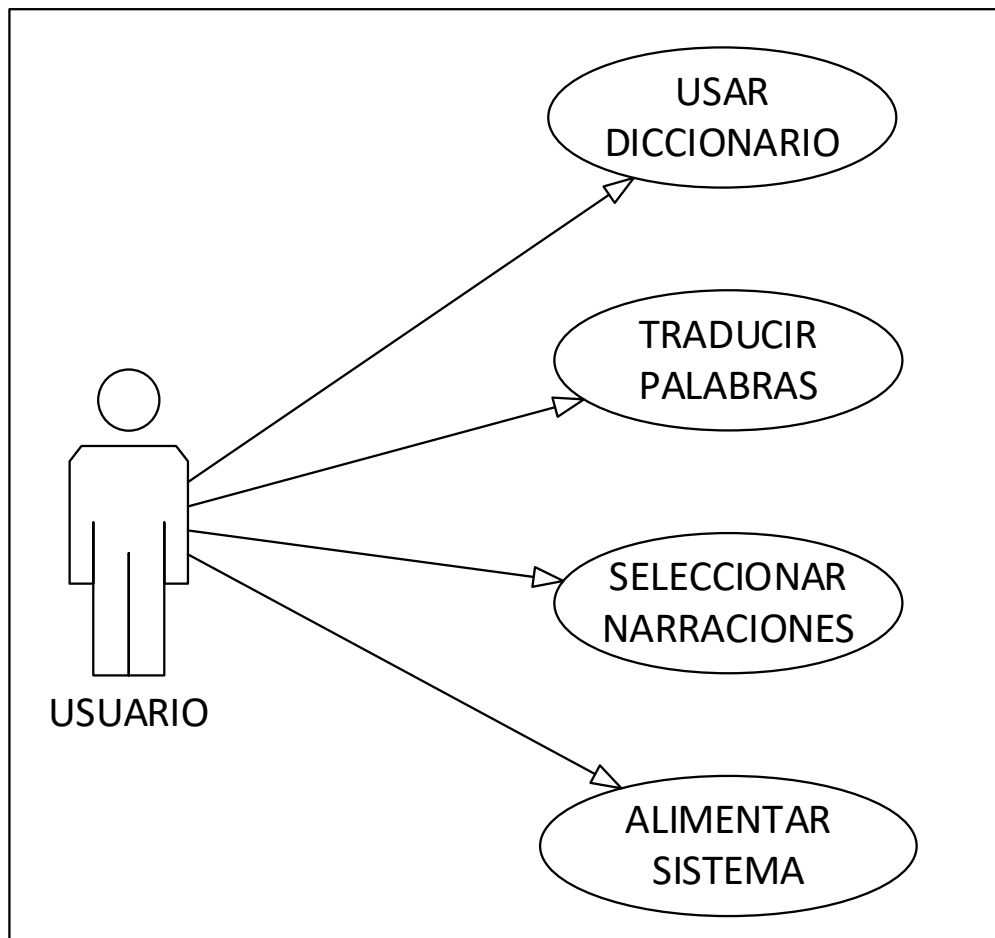 USAR
DICCIONARIO
TRADUCIR
PALABRAS
SELECCIONAR
NARRACIONES
USUARIO
ALIMENTAR
SISTEMA